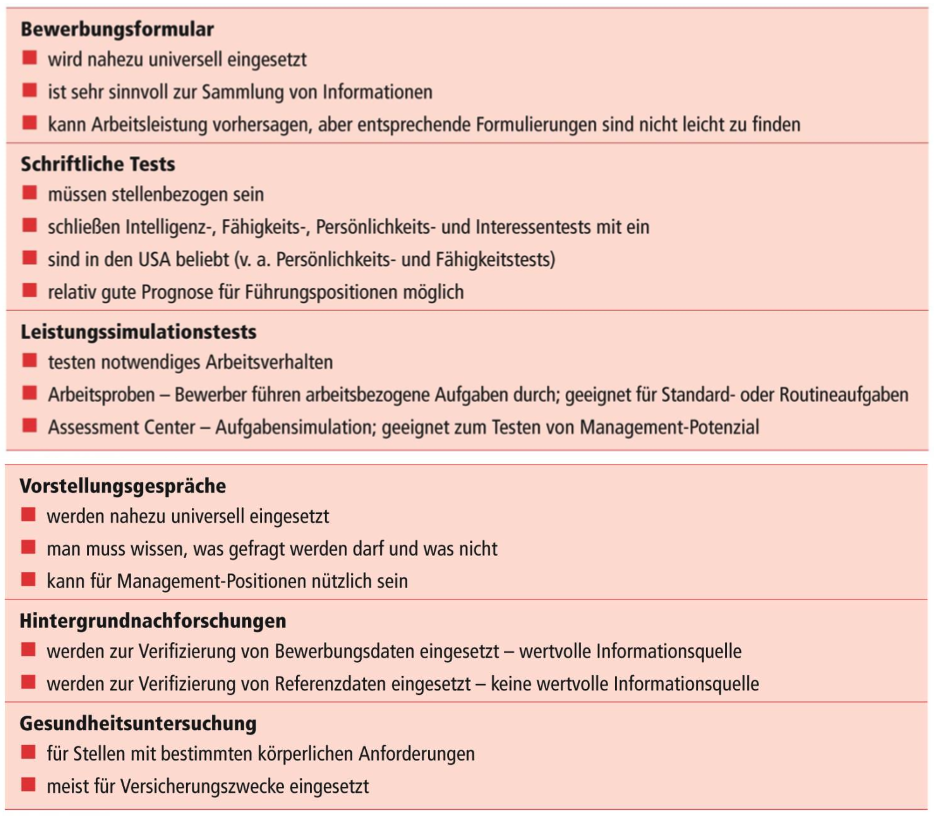 Bewerbungsformular
■ wird nahezu universell eingesetzt
■ ist sehr sinnvoll zur Sammlung von Informationen
■ kann Arbeitsleistung vorhersagen, aber entsprechende Formulierungen sind nicht leicht zu finden
Schriftliche Tests
■ müssen stellenbezogen sein
■ schließen Intelligenz-, Fähigkeits-, Persönlichkeits- und Interessentests mit ein
■ sind in den USA beliebt (v. a. Persönlichkeits- und Fähigkeitstests)
■ relativ gute Prognose für Führungspositionen möglich
Leistungssimulationstests
■ testen notwendiges Arbeitsverhalten
■ Arbeitsproben – Bewerber führen arbeitsbezogene Aufgaben durch; geeignet für Standard- oder Routineaufgaben
■ Assessment Center – Aufgabensimulation; geeignet zum Testen von Management-Potenzial
Vorstellungsgespräche
■ werden nahezu universell eingesetzt
■ man muss wissen, was gefragt werden darf und was nicht
■ kann für Management-Positionen nützlich sein
Hintergrundnachforschungen
■ werden zur Verifizierung von Bewerbungsdaten eingesetzt – wertvolle Informationsquelle
■ werden zur Verifizierung von Referenzdaten eingesetzt – keine wertvolle Informationsquelle
Gesundheitsuntersuchung
■ für Stellen mit bestimmten körperlichen Anforderungen
■ meist für Versicherungszwecke eingesetzt